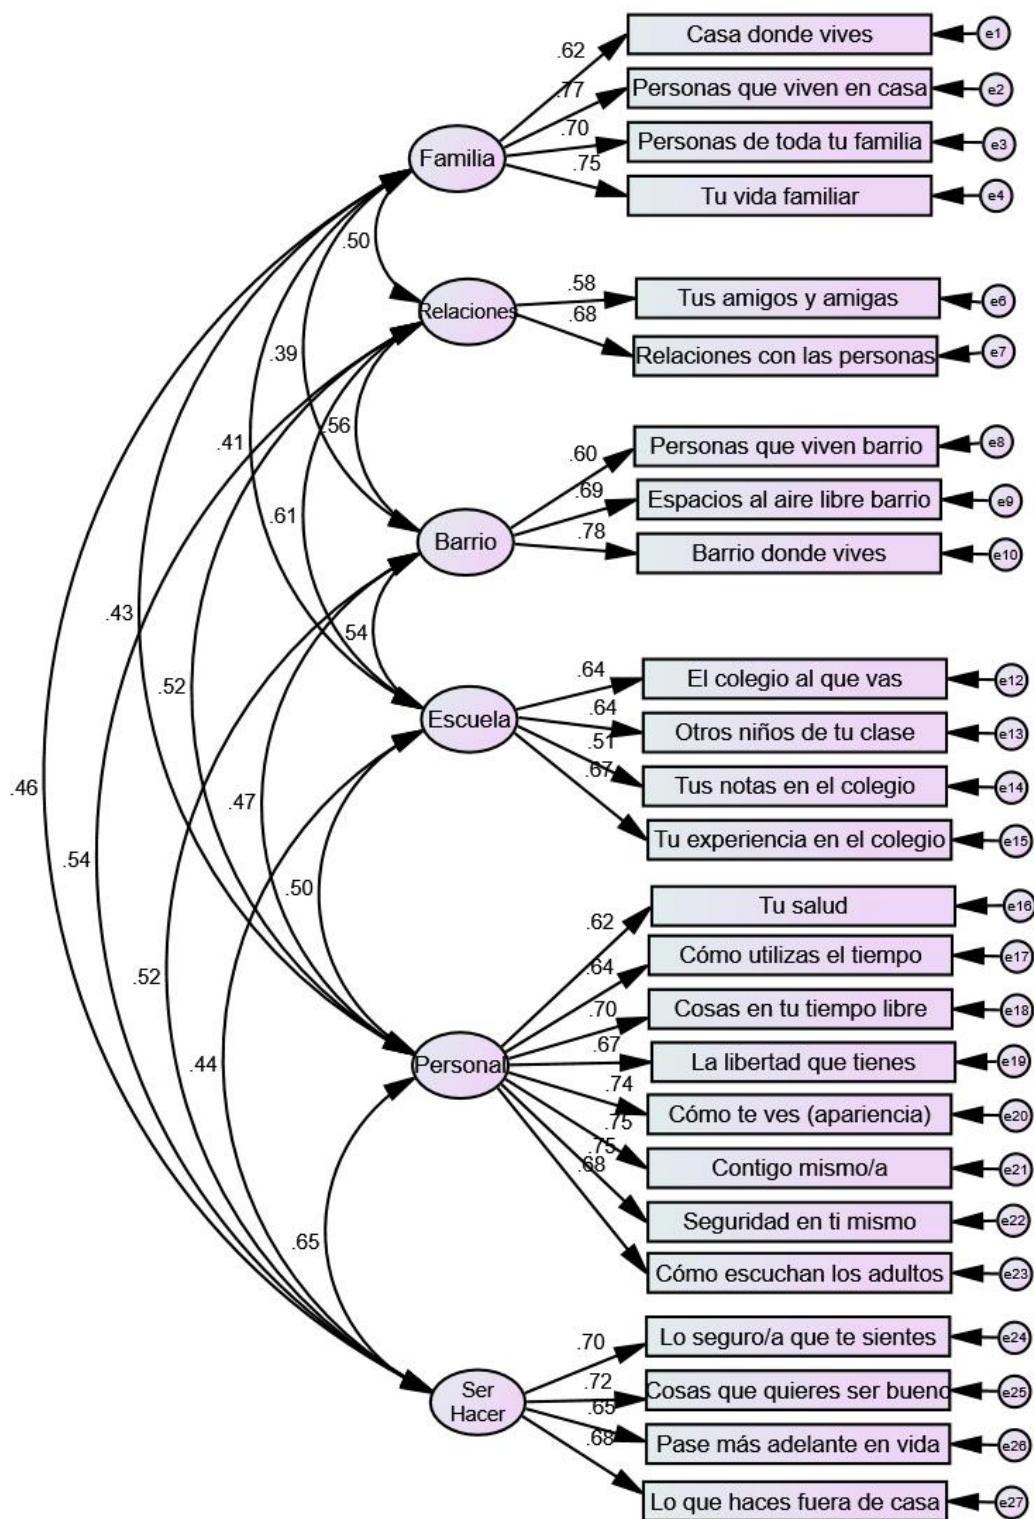 Casa donde vives
e1
.62
Personas que viven en casa
e2
.77
Personas de toda tu familia
e3
.70
Familia
.75
Tu vida familiar
e4
.50
Tus amigos y amigas
e6
.58
Relaciones
.68
Relaciones con las personas
e7
.39
.56
.41
Personas que viven barrio
e8
.60
.69
Espacios al aire libre barrio
e9
.61
Barrio
.78
Barrio donde vives
e10
.43
.54
.52
.64
El colegio al que vas
e12
Escuela
.64
Otros niños de tu clase
e13
.51
Tus notas en el colegio
e14
.67
.46
.47
Tu experiencia en el colegio
e15
.54
.50
Tu salud
e16
.62
Cómo utilizas el tiempo
e17
.64
.52
Cosas en tu tiempo libre
e18
.70
.44
Personal
.67
La libertad que tienes
e19
.74
Cómo te ves (apariencia)
e20
.75
Contigo mismo/a
e21
.75
.68
Seguridad en ti mismo
e22
.65
Cómo escuchan los adultos
e23
.70
Lo seguro/a que te sientes
e24
Ser
Hacer
.72
Cosas que quieres ser bueno
e25
.65
Pase más adelante en vida
e26
.68
Lo que haces fuera de casa
e27